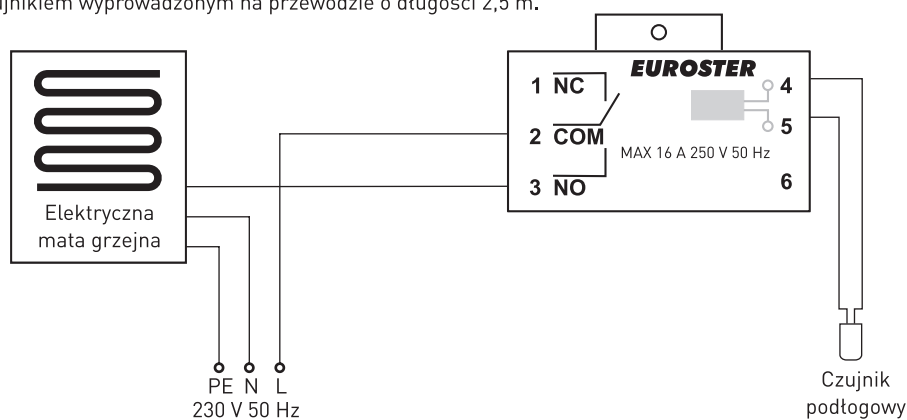 jnikiem wyprowadzonym na przewodzie o długości 2,5 m.
EUROSTER
1 NC
2 COM
3 NO
4
5
6
MAX 16 A 250 V 50 Hz
Elektryczna
mata grzejna
PE N L
230 V 50 Hz
Czujnik
podłogowy